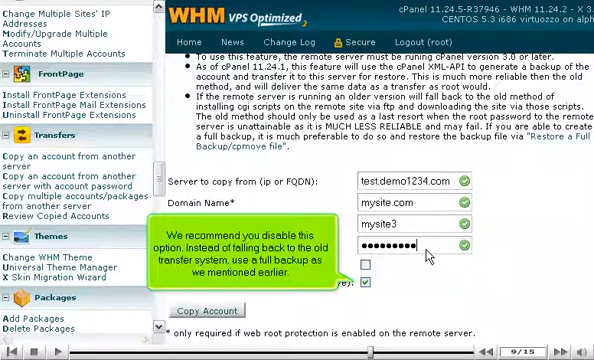 Change Multiple Sites' IP
Addresses
Modify/Upgrade Multiple
Accounts
Terminate Multiple Accounts
FrontPage
Install FrontPage Extensions
Install FrontPage Mail Extensions
Uninstall FrontPage Extensions
Transfers
Copy an account from another
server
Copy an account from another
server with account password
Copy multiple accounts/packages
from another server
Review Copied Accounts
Themes
Change WHM Theme
Universal Theme Manager
X Skin Migration Wizard
Packages
Add Packages
Delete Packages
WHM VPS Optimized 2
cPanel 11.24.5-R37946 - WHM 11.24.2 - X
CENTOS 5.3 i686 virtuozzo on
Home News Change Log Secure Logout (root)
• To use this feature, the remote server must be runing cPanel version 3.0 or later.
• As of cPanel 11.24.1, this feature will use the cPanel XML-API to generate a backup of the
account and transfer it to this server for restore. This is much more reliable then the old
method, and will deliver the same data as a transfer as root would.
• If the remote server is running an older version will fall back to the old method of
installing cgi scripts on the remote site via ftp and downloading the site via those scripts.
The old method should only be used as a last resort when the root password to the remote
server is unattainable as it is MUCH LESS RELIABLE and may fail. If you are able to create
a full backup, it is much preferable to do so and restore the backup file via "Restore a Full
Backup/cpmove file".
Server to copy from (ip or FQDN): test.demo1234.com
Domain Name* mysite.com
mysite3
●●●●●●●●●
We recommend you disable this
option. Instead of falling back to the old
transfer system, use a full backup as
we mentioned earlier.
Copy Account
* only required if web root protection is enabled on the remote server.
9/15